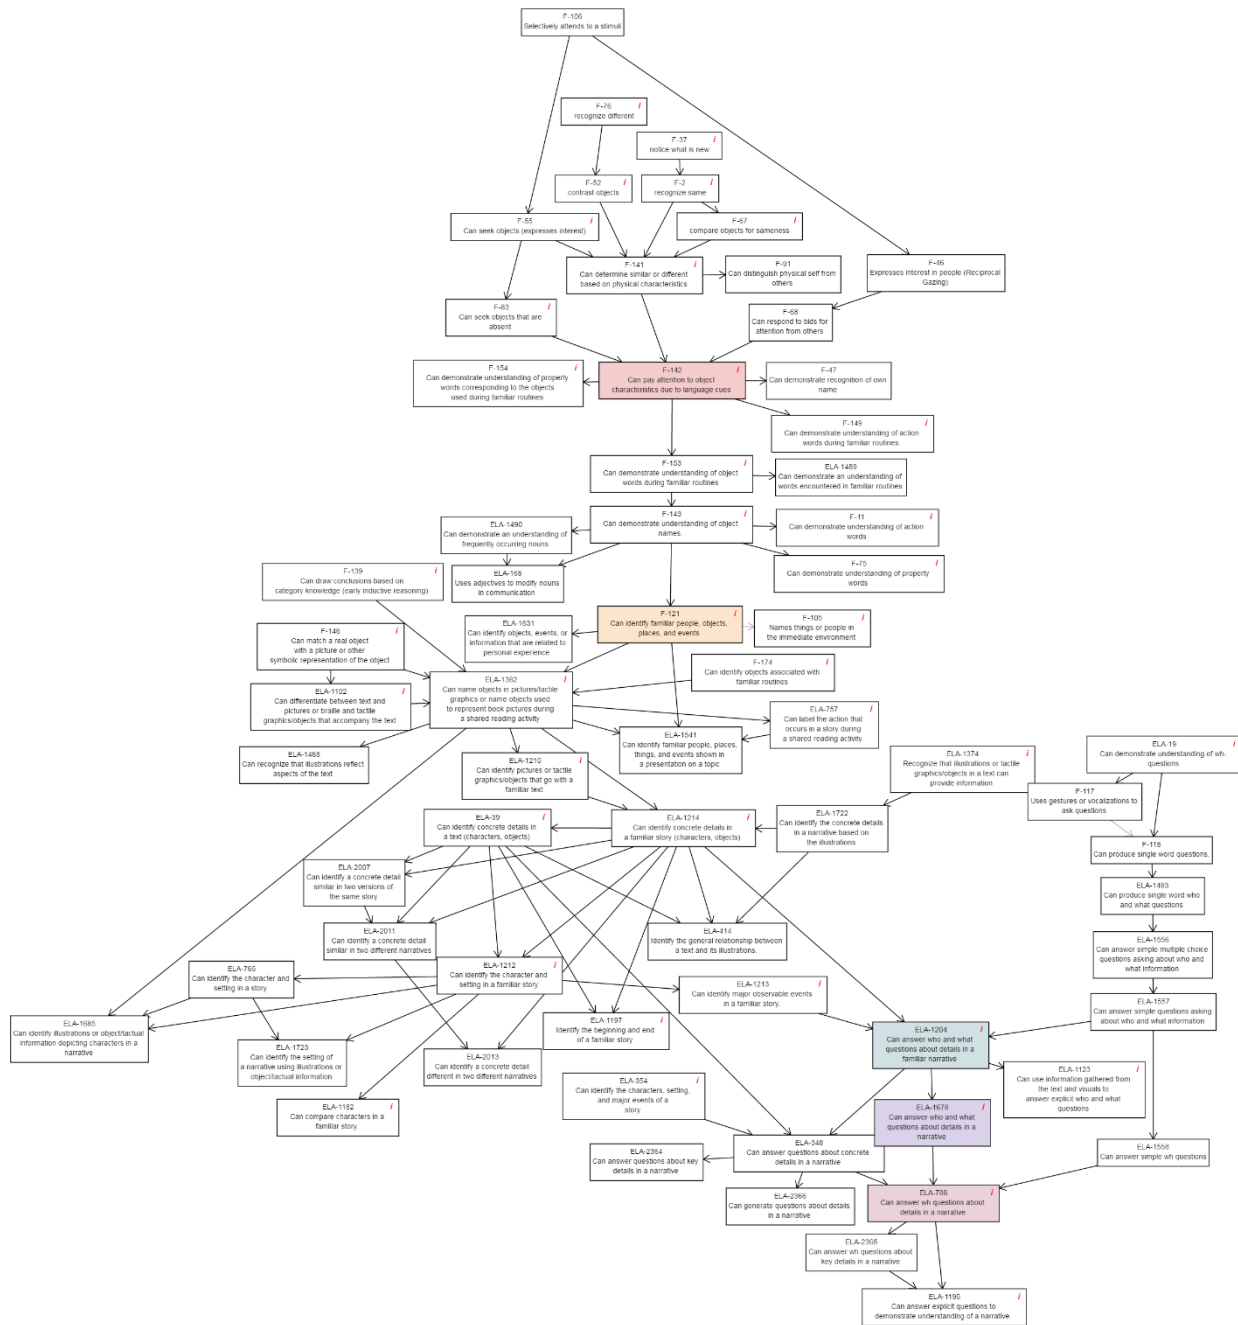 F-106
Selectively attends to a stimuli
F-76
recognize different
F-37
notice what is new
F-52
contrast objects
F-2
recognize same
F-55
Can seek objects (expresses interest)
F-67
compare objects for sameness
F-141
Can determine similar or different
based on physical characteristics
F-91
Can distinguish physical self from
others
F-46
Expresses interest in people (Reciprocal
Gazing)
F-83
Can seek objects that are
absent
F-68
Can respond to bids for
attention from others
F-154
Can demonstrate understanding of property
words corresponding to the objects
used during familiar routines
F-142
Can pay attention to object
characteristics due to language cues
F-47
Can demonstrate recognition of own
name
F-149
Can demonstrate understanding of action
words during familiar routines.
F-153
Can demonstrate understanding of object
words during familiar routines
ELA-1489
Can demonstrate an understanding of
words encountered in familiar routines
F-143
Can demonstrate understanding of object
names.
ELA-1490
Can demonstrate an understanding of
frequently occurring nouns
F-11
Can demonstrate understanding of action
words
F-75
Can demonstrate understanding of property
words
ELA-168
Uses adjectives to modify nouns
in communication
F-139
Can draw conclusions based on
category knowledge (early inductive reasoning)
F-121
Can identify familiar people, objects,
places, and events
F-105
Names things or people in
the immediate environment
ELA-1631
Can identify objects, events, or
information that are related to
personal experience
F-146
Can match a real object
with a picture or other
symbolic representation of the object
F-174
Can identify objects associated with
familiar routines
ELA-1382
Can name objects in pictures/tactile
graphics or name objects used
to represent book pictures during
a shared reading activity
ELA-1102
Can differentiate between text and
pictures or braille and tactile
graphics/objects that accompany the text
ELA-757
Can label the action that
occurs in a story during
a shared reading activity.
ELA-1541
Can identify familiar people, places,
things, and events shown in
a presentation on a topic
ELA-1468
Can recognize that illustrations reflect
aspects of the text
ELA-1210
Can identify pictures or tactile
graphics/objects that go with a
familiar text
ELA-1374
Recognize that illustrations or tactile
graphics/objects in a text can
provide information
ELA-19
Can demonstrate understanding of wh-
questions
F-117
Uses gestures or vocalizations to
ask questions
ELA-39
Can identify concrete details in
a text (characters, objects)
ELA-1214
Can identify concrete details in
a familiar story (characters, objects)
ELA-1722
Can identify the concrete details
in a narrative based on
the illustrations
F-118
Can produce single word questions.
ELA-2007
Can identify a concrete detail
similar in two versions of
the same story
ELA-1483
Can produce single word who
and what questions
ELA-2011
Can identify a concrete detail
similar in two different narratives
ELA-414
Identify the general relationship between
a text and its illustrations.
ELA-1556
Can answer simple multiple choice
questions asking about who and
what information
ELA-765
Can identify the character and
setting in a story
ELA-1212
Can identify the character and
setting in a familiar story
ELA-1213
Can identify major observable events
in a familiar story.
ELA-1557
Can answer simple questions asking
about who and what information
ELA-1685
Can identify illustrations or object/tactual
information depicting characters in a
narrative
ELA-1197
Identify the beginning and end
of a familiar story
ELA-1204
Can answer who and what
questions about details in a
familiar narrative
ELA-1723
Can identify the setting of
a narrative using illustrations or
object/tactual information
ELA-2013
Can identify a concrete detail
different in two different narratives
ELA-1123
Can use information gathered from
the text and visuals to
answer explicit who and what
questions
ELA-354
Can identify the characters, setting,
and major events of a
story
ELA-1182
Can compare characters in a
familiar story.
ELA-1678
Can answer who and what
questions about details in a
narrative
ELA-348
Can answer questions about concrete
details in a narrative
ELA-1558
Can answer simple wh questions
ELA-2364
Can answer questions about key
details in a narrative
ELA-2366
Can generate questions about details
in a narrative
ELA-786
Can answer wh questions about
details in a narrative
ELA-2365
Can answer wh questions about
key details in a narrative
ELA-1195
Can answer explicit questions to
demonstrate understanding of a narrative.